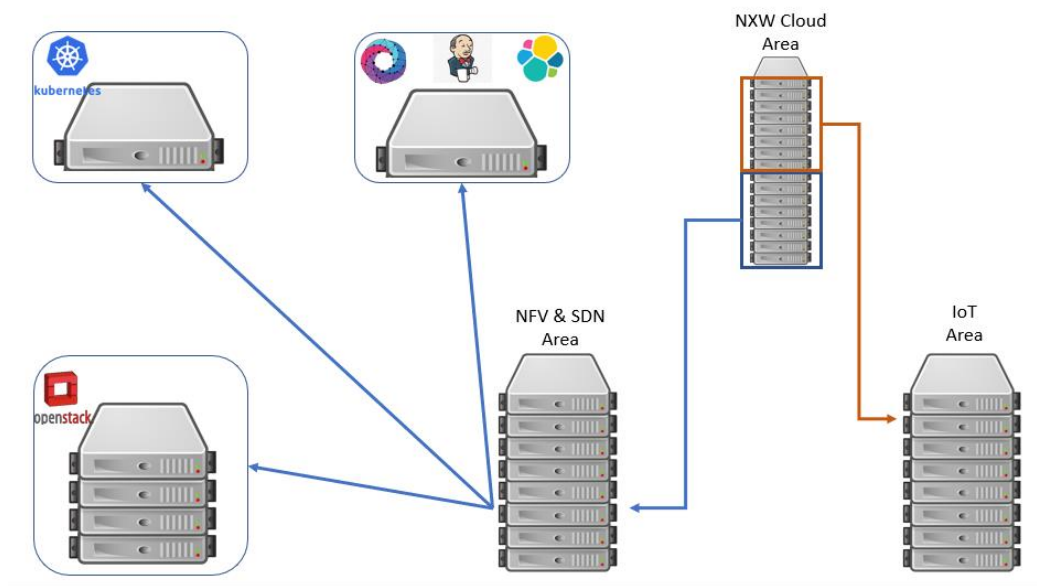 NXW Cloud
Area
kubernetes
NFV & SDN
Area
IoT
Area
openstack